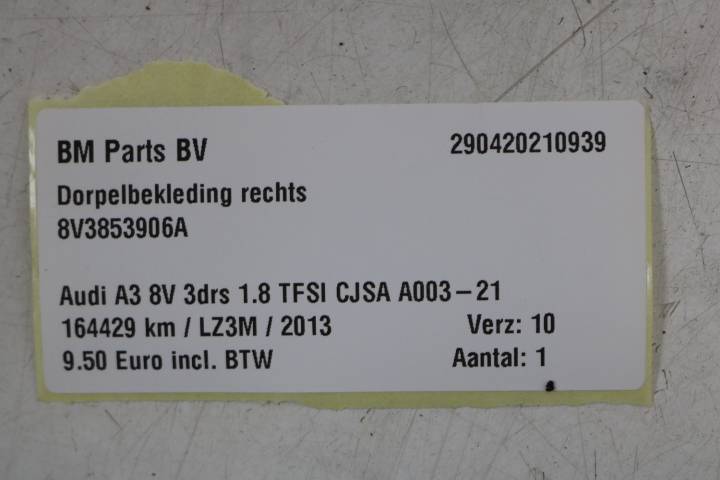 BM Parts BV 290420210939
Dorpelbekleding rechts
8V3853906A
Audi A3 8V 3drs 1.8 TFSI CJSA A003-21
164429 km / LZ3M / 2013 Verz: 10
9.50 Euro incl. BTW Aantal: 1